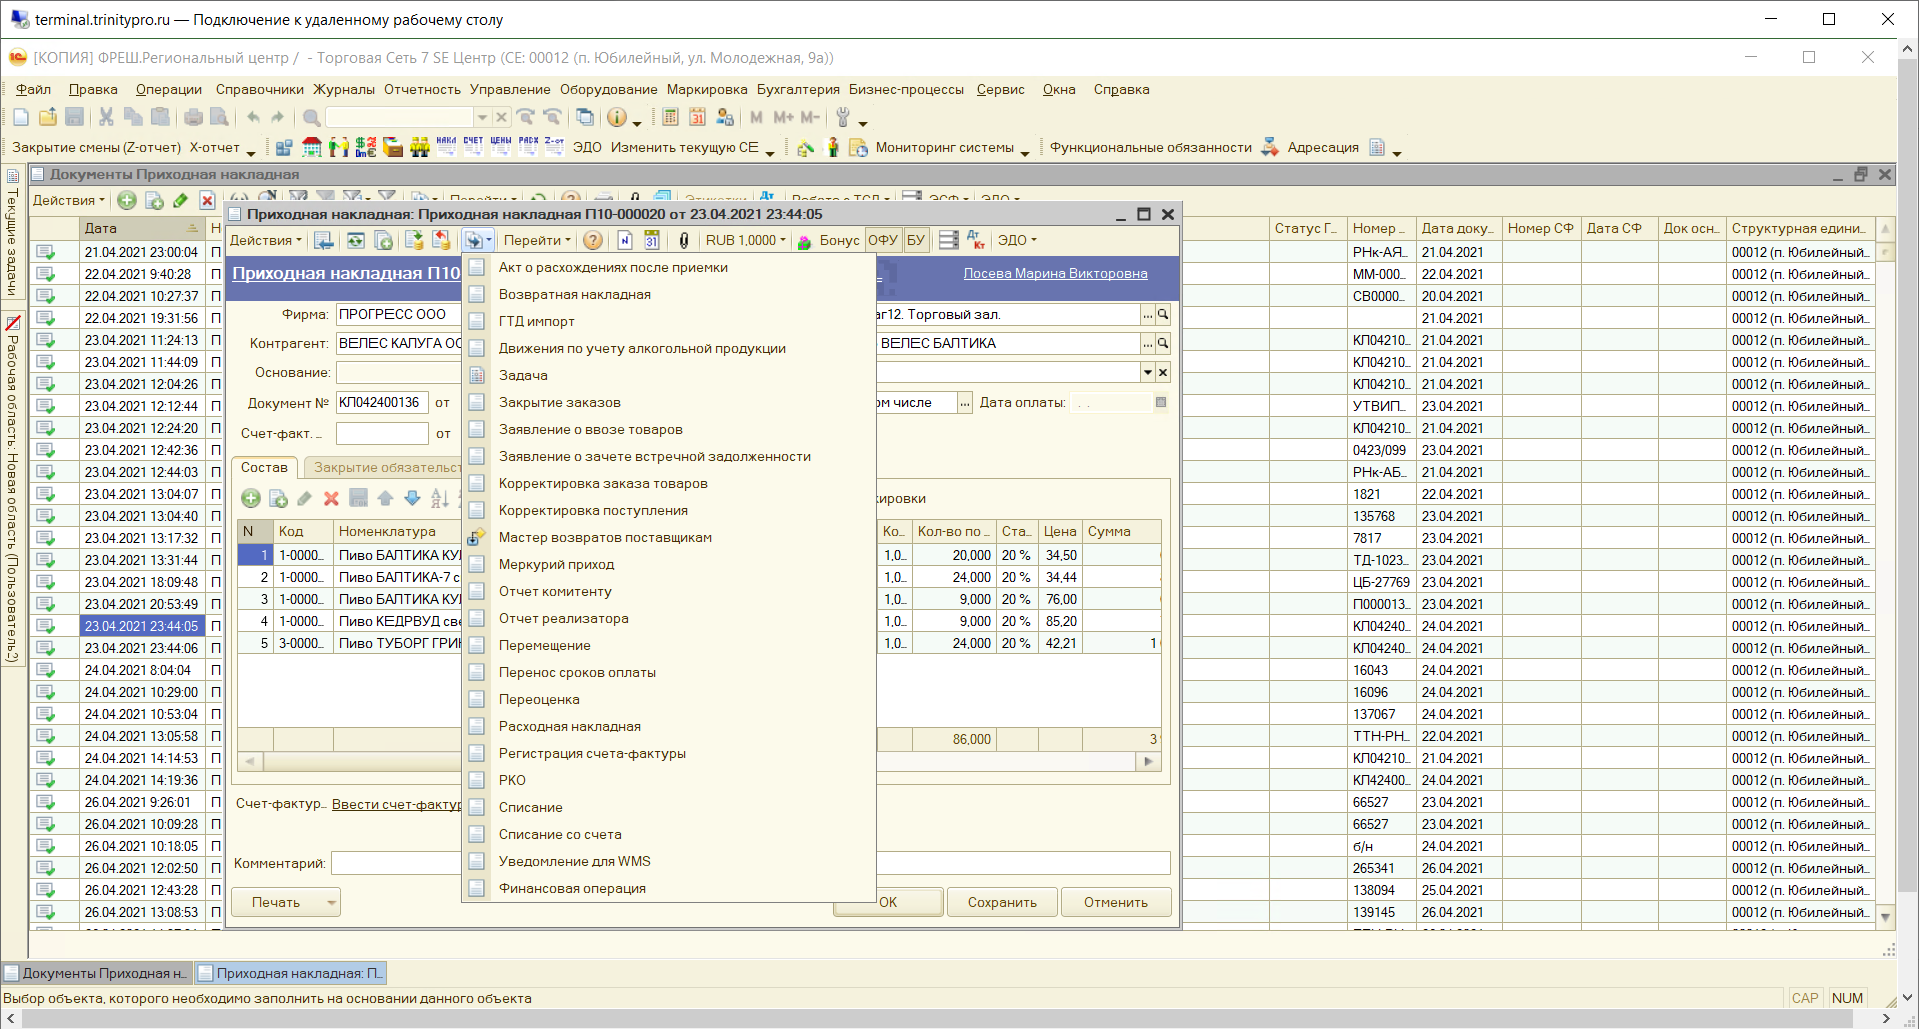 terminal.trinitypro.ru — Подключение к удаленному рабочему столу
[КОПИЯ] ФРЕШ.Региональный центр / - Торговая Сеть 7 SE Центр (СЕ: 00012 (п. Юбилейный, ул. Молодежная, 9а))
Файл Правка Операции Справочники Журналы Отчетность Управление Оборудование Маркировка Бухгалтерия Бизнес-процессы Сервис Окна Справка
M M+ M-
Закрытие смены (Z-отчет) X-отчет ЭДО Изменить текущую СЕ Мониторинг системы Функциональные обязанности Адресация
Текущие задачи
Рабочая область: Новая область (Пользователь2)
Документы Приходная накладная
Действия
Дата Н Статус Г... Номер ... Дата доку... Номер СФ Дата СФ Док осн... Структурная едини...
21.04.2021 23:00:04 П РНк-АЯ... 21.04.2021 00012 (п. Юбилейный...
22.04.2021 9:40:28 П ММ-000... 22.04.2021 00012 (п. Юбилейный...
22.04.2021 10:27:37 П СВ0000... 20.04.2021 00012 (п. Юбилейный...
22.04.2021 19:31:56 П 21.04.2021 00012 (п. Юбилейный...
23.04.2021 11:24:13 П КЛ04210... 21.04.2021 00012 (п. Юбилейный...
23.04.2021 11:44:09 П КЛ04210... 21.04.2021 00012 (п. Юбилейный...
23.04.2021 12:04:26 П КЛ04210... 21.04.2021 00012 (п. Юбилейный...
23.04.2021 12:12:44 П УТВИП... 23.04.2021 00012 (п. Юбилейный...
23.04.2021 12:24:20 П КЛ04210... 21.04.2021 00012 (п. Юбилейный...
23.04.2021 12:42:36 П 0423/099 23.04.2021 00012 (п. Юбилейный...
23.04.2021 12:44:03 П РНк-АБ... 21.04.2021 00012 (п. Юбилейный...
23.04.2021 13:04:07 П 1821 22.04.2021 00012 (п. Юбилейный...
23.04.2021 13:04:40 П 135768 23.04.2021 00012 (п. Юбилейный...
23.04.2021 13:17:32 П 7817 23.04.2021 00012 (п. Юбилейный...
23.04.2021 13:31:44 П ТД-1023... 23.04.2021 00012 (п. Юбилейный...
23.04.2021 18:09:48 П ЦБ-27769 23.04.2021 00012 (п. Юбилейный...
23.04.2021 20:53:49 П П000013... 23.04.2021 00012 (п. Юбилейный...
23.04.2021 23:44:05 П КЛ04240... 24.04.2021 00012 (п. Юбилейный...
23.04.2021 23:44:06 П КЛ04240... 24.04.2021 00012 (п. Юбилейный...
24.04.2021 8:04:04 П 16043 24.04.2021 00012 (п. Юбилейный...
24.04.2021 10:29:00 П 16096 24.04.2021 00012 (п. Юбилейный...
24.04.2021 10:53:04 П 137067 24.04.2021 00012 (п. Юбилейный...
24.04.2021 13:05:58 П ТТН-РН... 22.04.2021 00012 (п. Юбилейный...
24.04.2021 14:14:53 П КЛ04210... 21.04.2021 00012 (п. Юбилейный...
24.04.2021 14:19:36 П КЛ42400... 24.04.2021 00012 (п. Юбилейный...
26.04.2021 9:26:01 П 66527 23.04.2021 00012 (п. Юбилейный...
26.04.2021 10:09:28 П 66527 23.04.2021 00012 (п. Юбилейный...
26.04.2021 10:18:05 П б/н 24.04.2021 00012 (п. Юбилейный...
26.04.2021 12:02:50 П 265341 26.04.2021 00012 (п. Юбилейный...
26.04.2021 12:43:28 П 138094 25.04.2021 00012 (п. Юбилейный...
26.04.2021 13:08:53 П 139145 26.04.2021 00012 (п. Юбилейный...
Приходная накладная: Приходная накладная П10-000020 от 23.04.2021 23:44:05
Действия Перейти RUB 1,0000 Бонус ОФУ БУ ЭДО
Приходная накладная П10 Лосева Марина Викторовна
Фирма: ПРОГРЕСС ООО аг12. Торговый зал.
Контрагент: ВЕЛЕС КАЛУГА ОО ВЕЛЕС БАЛТИКА
Основание:
Документ № КЛ042400136 от ом числе Дата оплаты: . .
Счет-факт. ... от
Состав Закрытие обязательст
кировки
N Код Номенклатура Ко... Кол-во по ... Ста... Цена Сумма
1 1-0000... Пиво БАЛТИКА КУЛ 1,0... 20,000 20 % 34,50
2 1-0000... Пиво БАЛТИКА-7 с 1,0... 24,000 20 % 34,44
3 1-0000... Пиво БАЛТИКА КУЛ 1,0... 9,000 20 % 76,00
4 1-0000... Пиво КЕДРВУД све 1,0... 9,000 20 % 85,20
5 3-0000... Пиво ТУБОРГ ГРИН 1,0... 24,000 20 % 42,21 1
86,000 3
Счет-фактур... Ввести счет-фактур
Комментарий:
Печать OK Сохранить Отменить
Акт о расхождениях после приемки
Возвратная накладная
ГТД импорт
Движения по учету алкогольной продукции
Задача
Закрытие заказов
Заявление о ввозе товаров
Заявление о зачете встречной задолженности
Корректировка заказа товаров
Корректировка поступления
Мастер возвратов поставщикам
Меркурий приход
Отчет комитенту
Отчет реализатора
Перемещение
Перенос сроков оплаты
Переоценка
Расходная накладная
Регистрация счета-фактуры
РКО
Списание
Списание со счета
Уведомление для WMS
Финансовая операция
Документы Приходная н... Приходная накладная: П...
Выбор объекта, которого необходимо заполнить на основании данного объекта CAP NUM